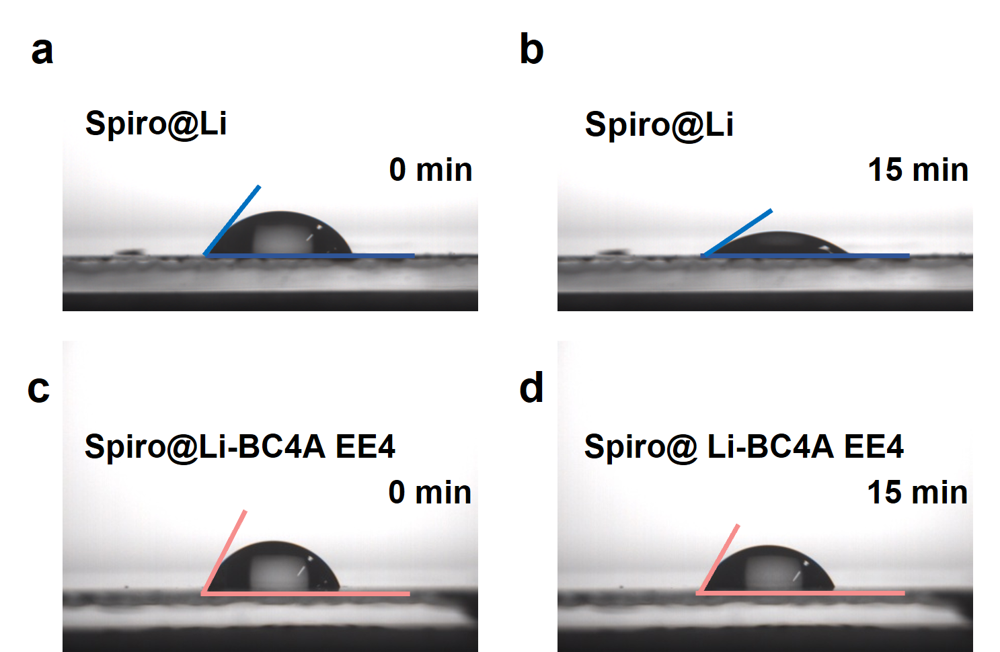 a
Spiro@Li
0 min
b
Spiro@Li
15 min
c
Spiro@Li-BC4A EE4
0 min
d
Spiro@ Li-BC4A EE4
15 min